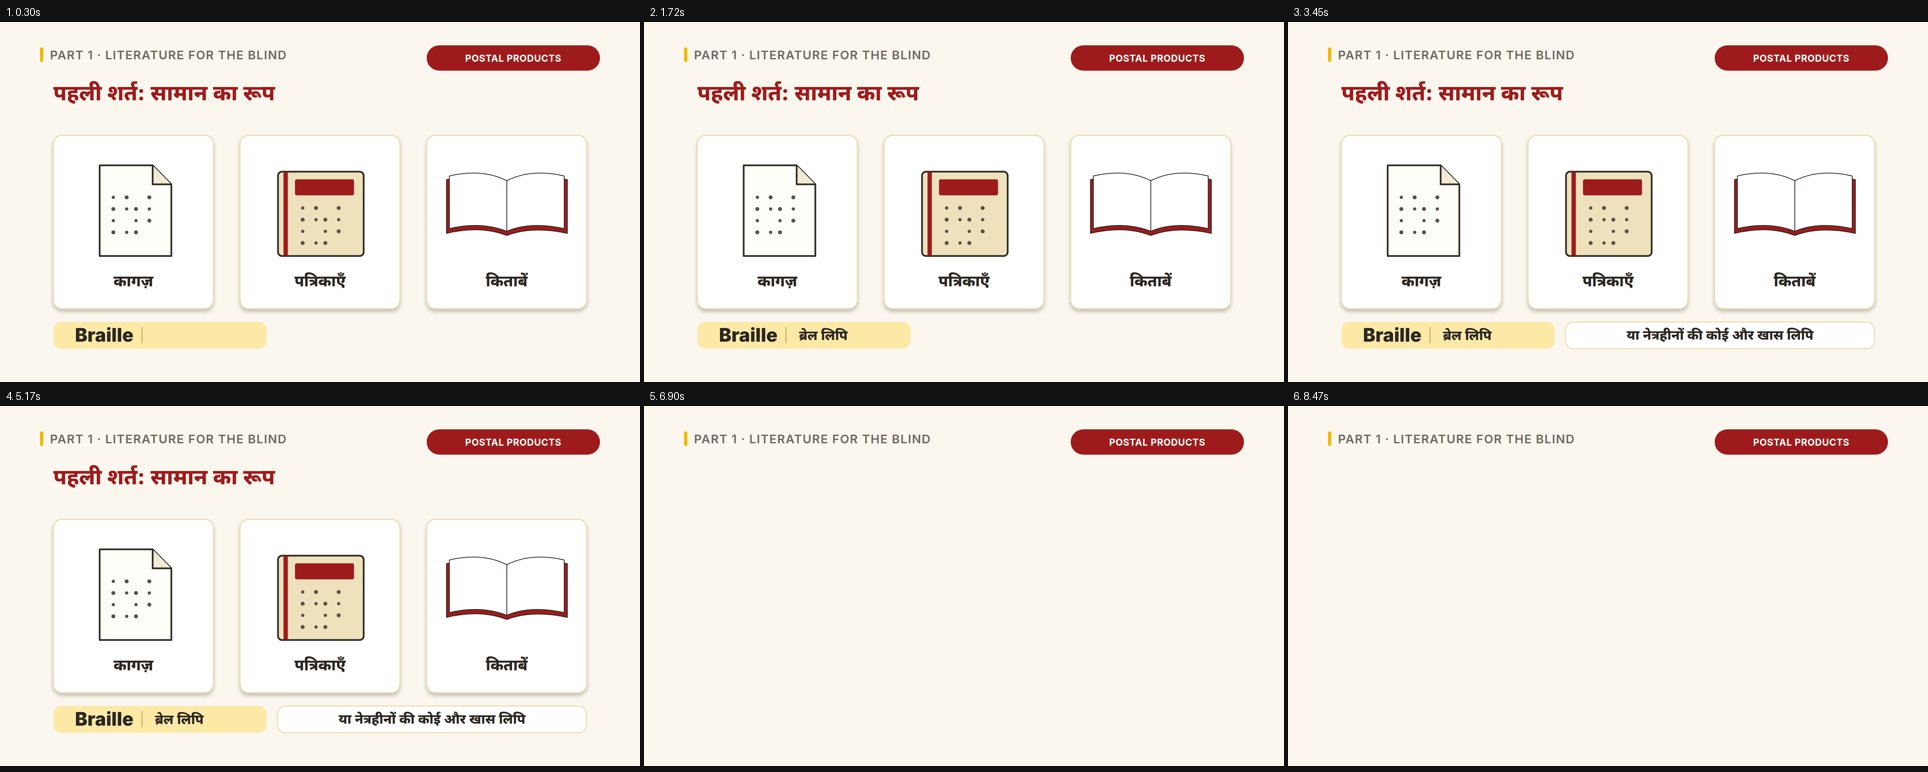 1. 0.30s
PART 1 · LITERATURE FOR THE BLIND
POSTAL PRODUCTS
पहली शर्त: सामान का रूप
कागज़
पत्रिकाएँ
किताबें
Braille
2. 1.72s
PART 1 · LITERATURE FOR THE BLIND
POSTAL PRODUCTS
पहली शर्त: सामान का रूप
कागज़
पत्रिकाएँ
किताबें
Braille | ब्रेल लिपि
3. 3.45s
PART 1 · LITERATURE FOR THE BLIND
POSTAL PRODUCTS
पहली शर्त: सामान का रूप
कागज़
पत्रिकाएँ
किताबें
Braille | ब्रेल लिपि
या नेत्रहीनों की कोई और खास लिपि
4. 5.17s
PART 1 · LITERATURE FOR THE BLIND
POSTAL PRODUCTS
पहली शर्त: सामान का रूप
कागज़
पत्रिकाएँ
किताबें
Braille | ब्रेल लिपि
या नेत्रहीनों की कोई और खास लिपि
5. 6.90s
PART 1 · LITERATURE FOR THE BLIND
POSTAL PRODUCTS
6. 8.47s
PART 1 · LITERATURE FOR THE BLIND
POSTAL PRODUCTS